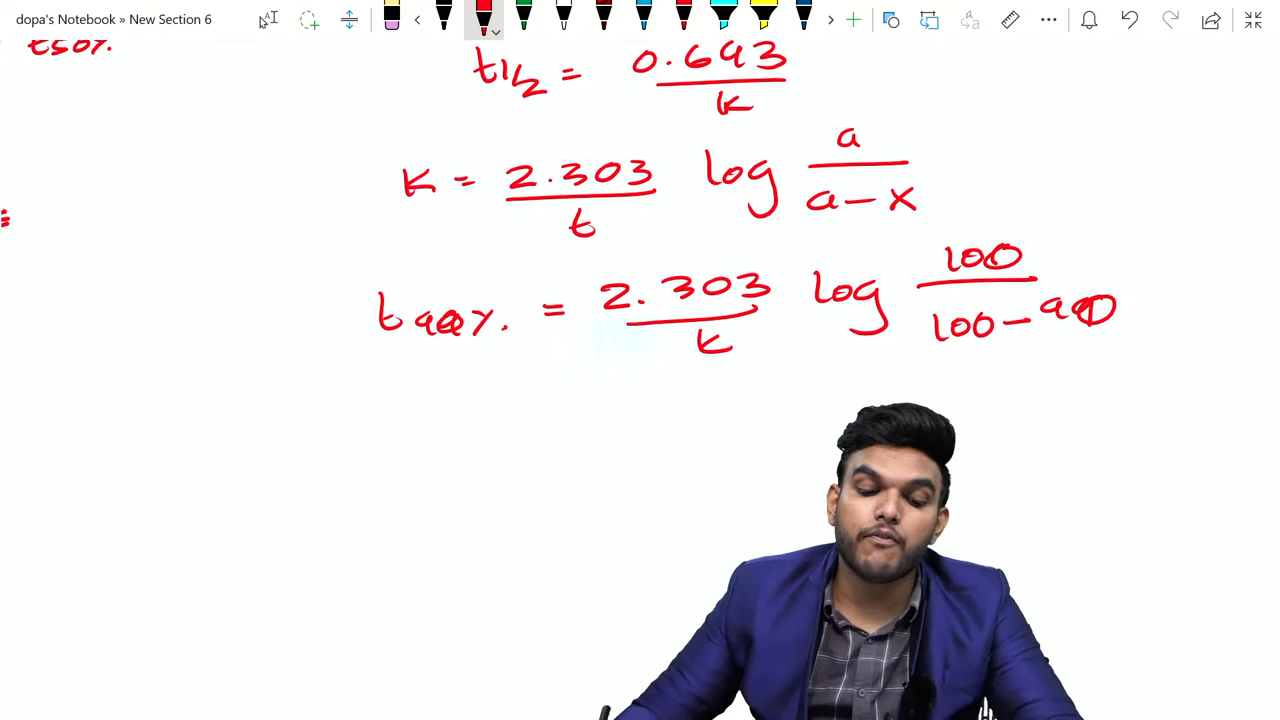 dopa's Notebook » New Section 6
t50%.
t1/2 = 0.693 / k
k = 2.303 / t log a / a - x
t 99%. = 2.303 / k log 100 / 100 - 99